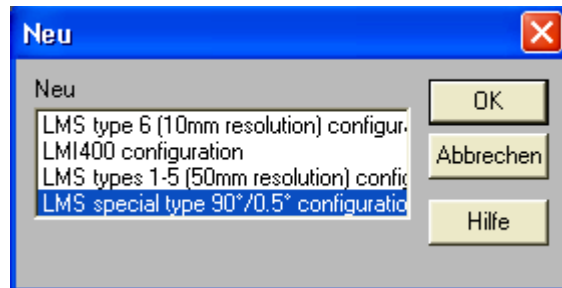 Neu
Neu
LMS type 6 (10mm resolution) configur
LMI400 configuration
LMS types 1-5 (50mm resolution) config
LMS special type 90°/0.5° configuratio
OK
Abbrechen
Hilfe